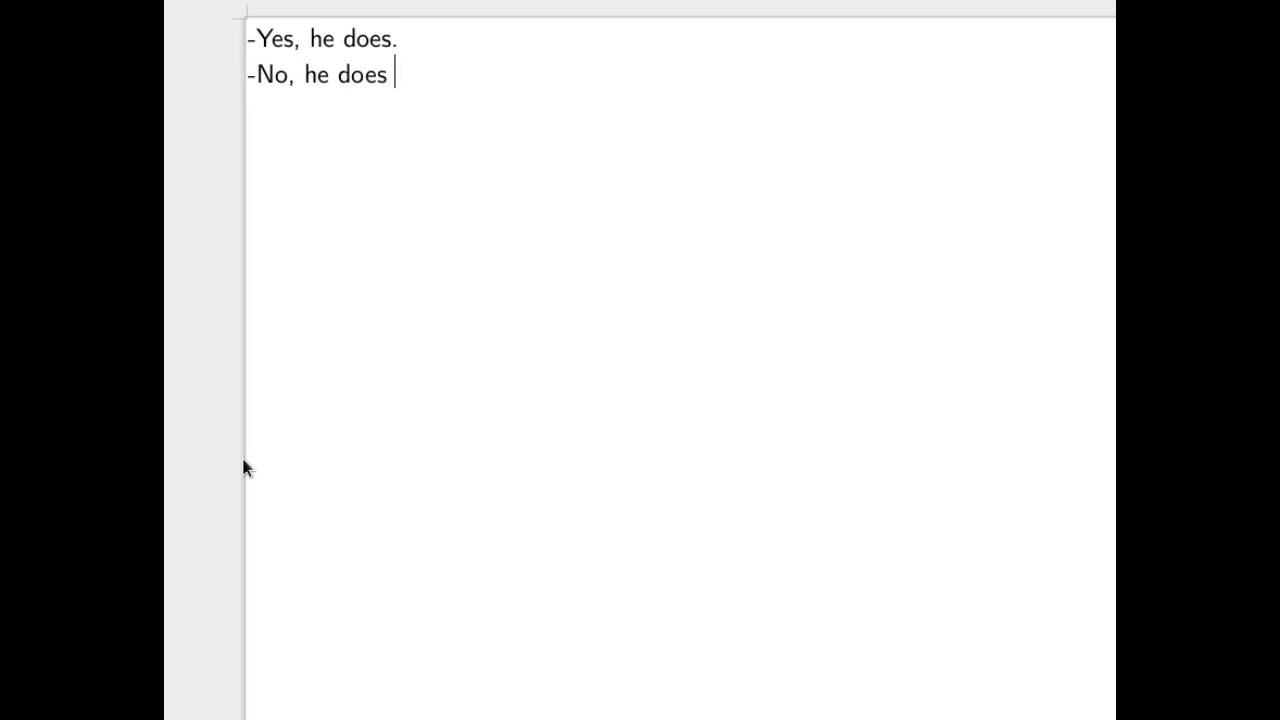 -Yes, he does.
-No, he does